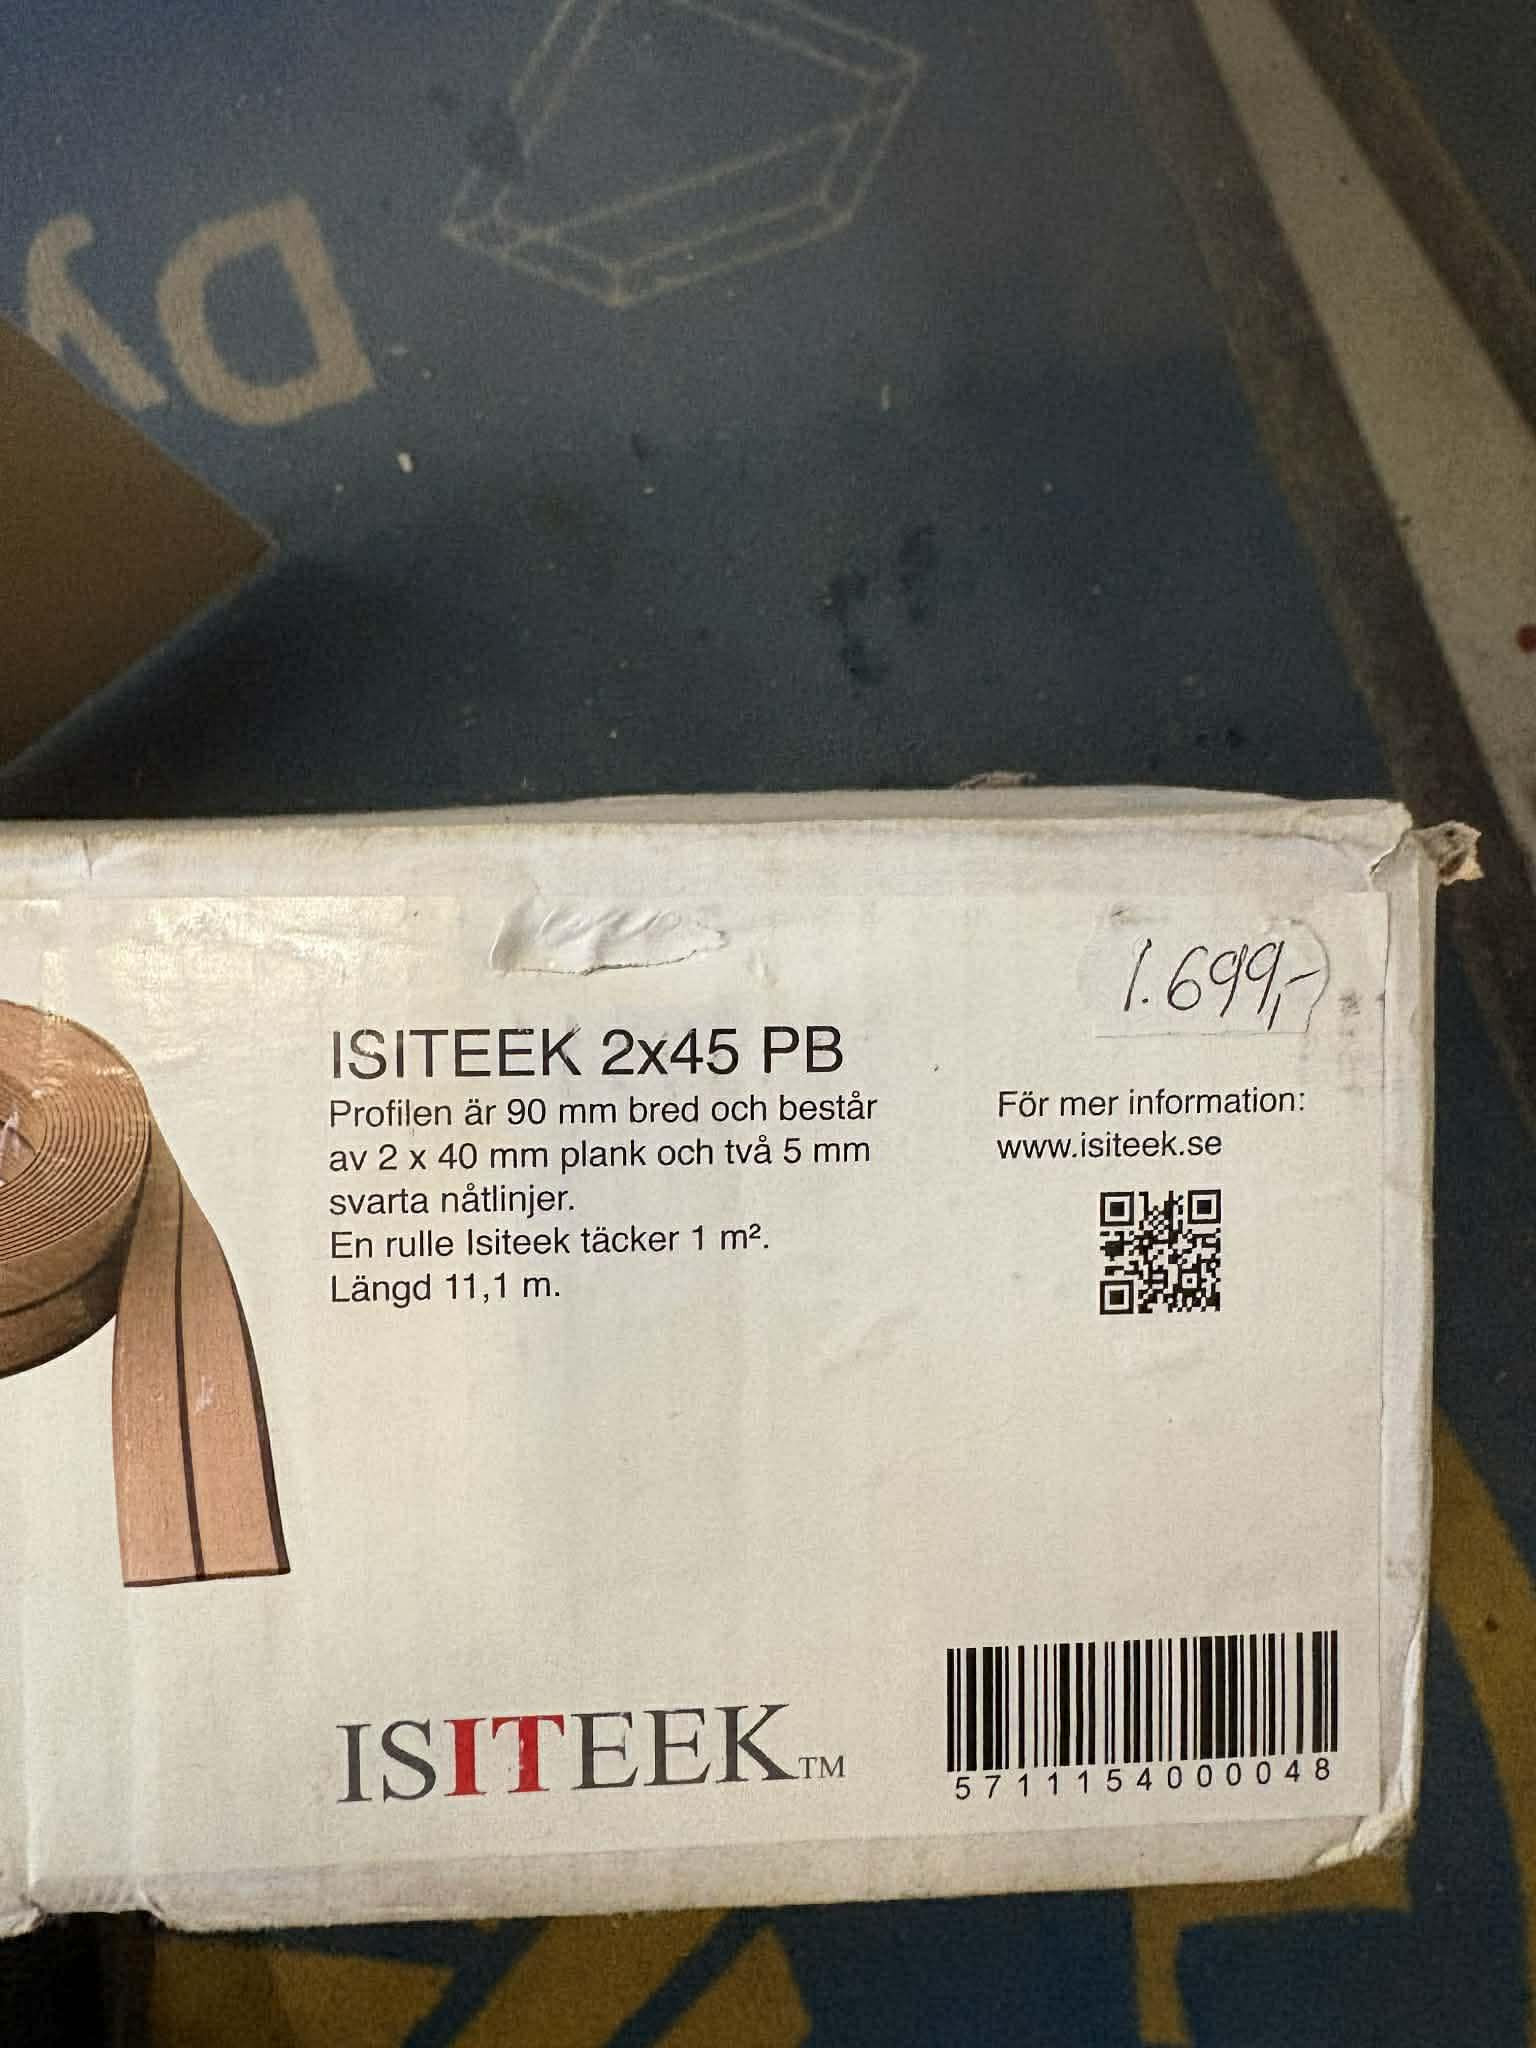 Dy
1.699,-
ISITEEK 2x45 PB
Profilen är 90 mm bred och består
av 2 x 40 mm plank och två 5 mm
svarta nåtlinjer.
En rulle Isiteek täcker 1 m².
Längd 11,1 m.
För mer information:
www.isiteek.se
ISITEEK™
5711154000048